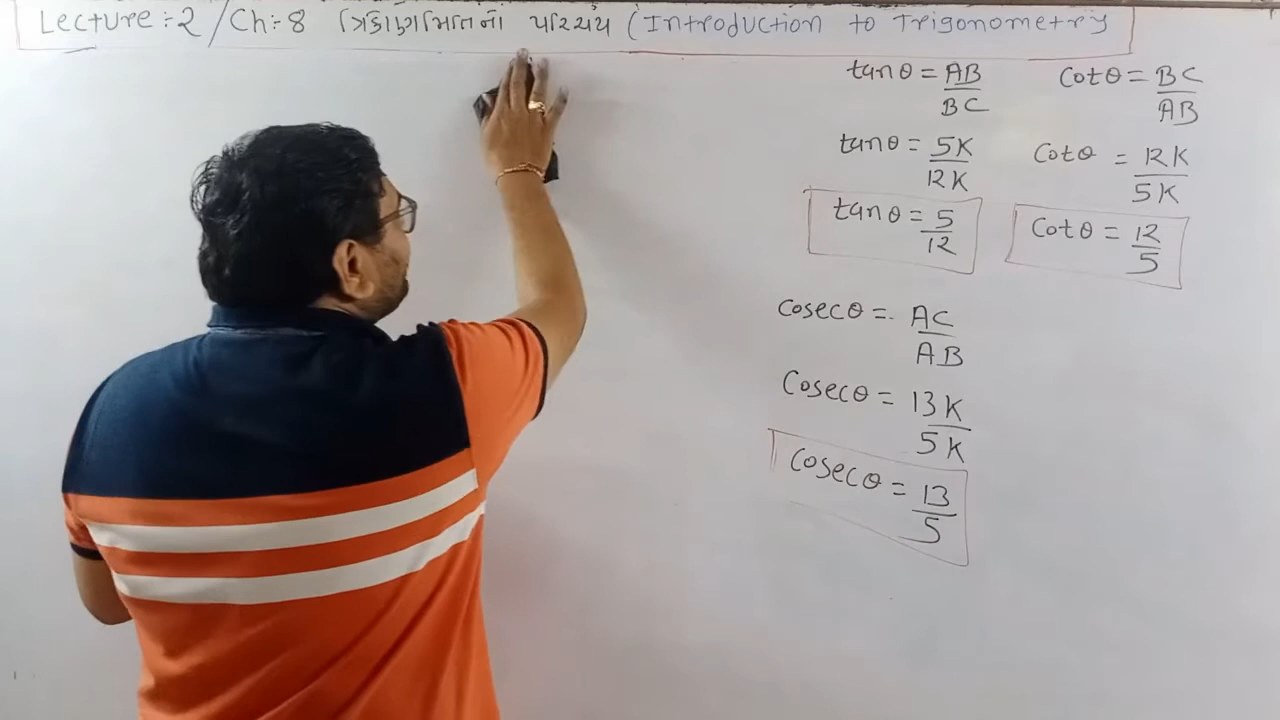 Lecture:-2 / Ch:-8 ત્રિકોણમિતિનો પરિચય (Introduction to Trigonometry
tanθ = AB/BC
cotθ = BC/AB
tanθ = 5K/12K
cotθ = 12K/5K
tanθ = 5/12
cotθ = 12/5
cosecθ = AC/AB
cosecθ = 13K/5K
cosecθ = 13/5